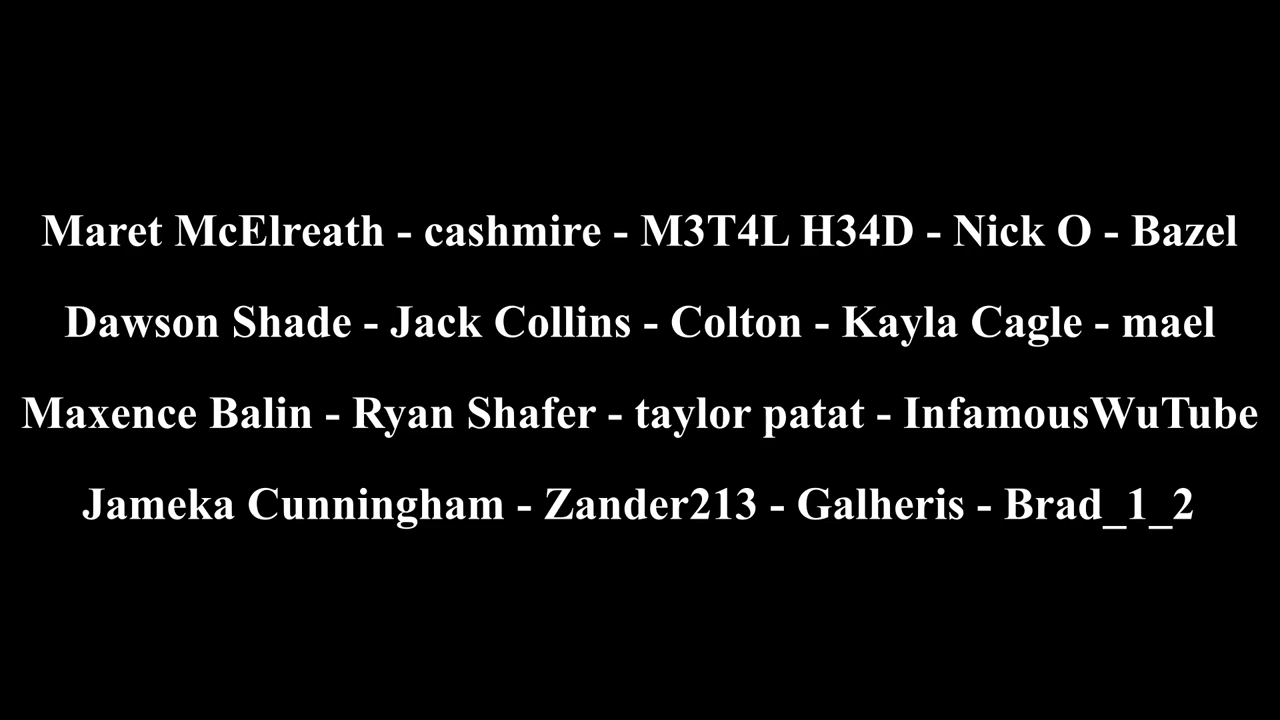 Maret McElreath - cashmire - M3T4L H34D - Nick O - Bazel
Dawson Shade - Jack Collins - Colton - Kayla Cagle - mael
Maxence Balin - Ryan Shafer - taylor patat - InfamousWuTube
Jameka Cunningham - Zander213 - Galheris - Brad_1_2